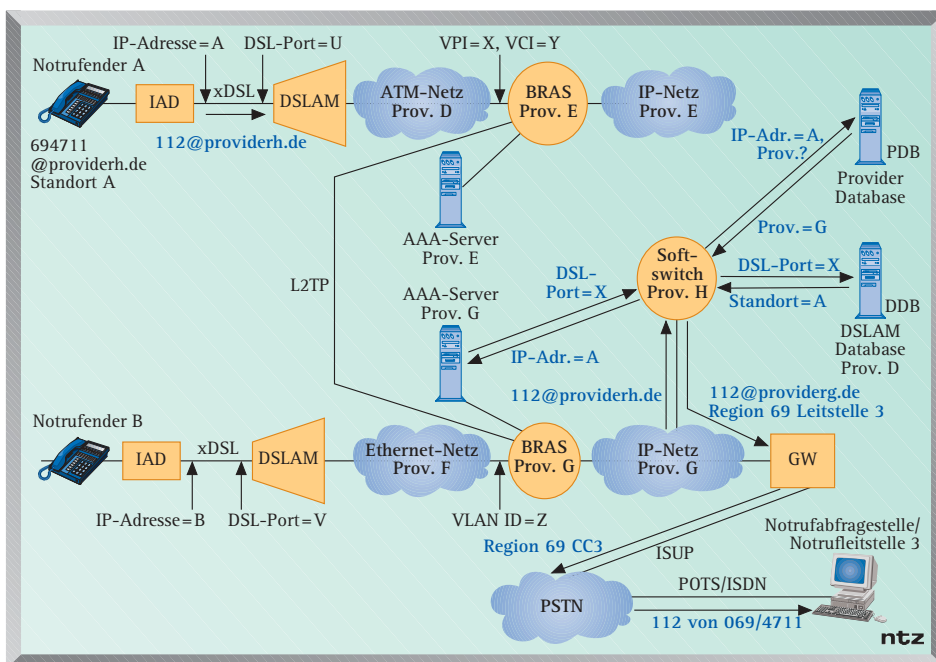 IP-Adresse=A
DSL-Port=U
VPI=X, VCI=Y
Notrufender A
IAD
xDSL
DSLAM
ATM-Netz
Prov. D
BRAS
Prov. E
IP-Netz
Prov. E
694711
@providerh.de
Standort A
112@providerh.de
IP-Adr.=A,
Prov.?
PDB
Provider
Database
Prov.=G
AAA-Server
Prov. E
L2TP
AAA-Server
Prov. G
DSL-
Port=X
IP-Adr.=A
Soft-
switch
Prov. H
DSL-Port=X
Standort=A
DDB
DSLAM
Database
Prov. D
112@providerh.de
112@providerg.de
Region 69 Leitstelle 3
Notrufender B
IAD
xDSL
DSLAM
Ethernet-Netz
Prov. F
BRAS
Prov. G
IP-Netz
Prov. G
GW
IP-Adresse=B
DSL-Port=V
VLAN ID=Z
Region 69 CC3
ISUP
Notrufabfragestelle/
Notrufleitstelle 3
PSTN
POTS/ISDN
112 von 069/4711
ntz